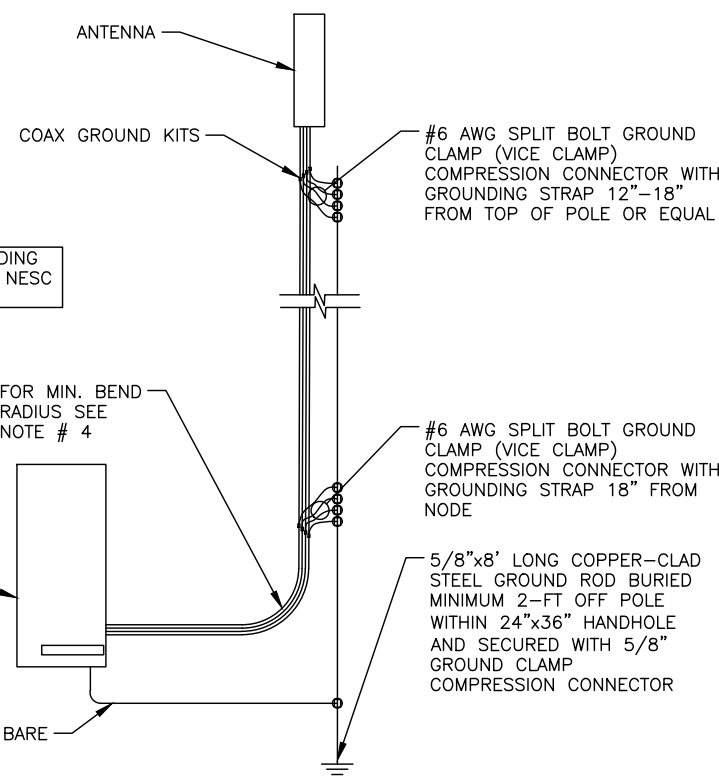 ANTENNA
COAX GROUND KITS
#6 AWG SPLIT BOLT GROUND
CLAMP (VICE CLAMP)
COMPRESSION CONNECTOR WITH
GROUNDING STRAP 12"-18"
FROM TOP OF POLE OR EQUAL
DING
NESC
FOR MIN. BEND
RADIUS SEE
NOTE # 4
#6 AWG SPLIT BOLT GROUND
CLAMP (VICE CLAMP)
COMPRESSION CONNECTOR WITH
GROUNDING STRAP 18" FROM
NODE
5/8"x8' LONG COPPER-CLAD
STEEL GROUND ROD BURIED
MINIMUM 2-FT OFF POLE
WITHIN 24"x36" HANDHOLE
AND SECURED WITH 5/8"
GROUND CLAMP
COMPRESSION CONNECTOR
BARE